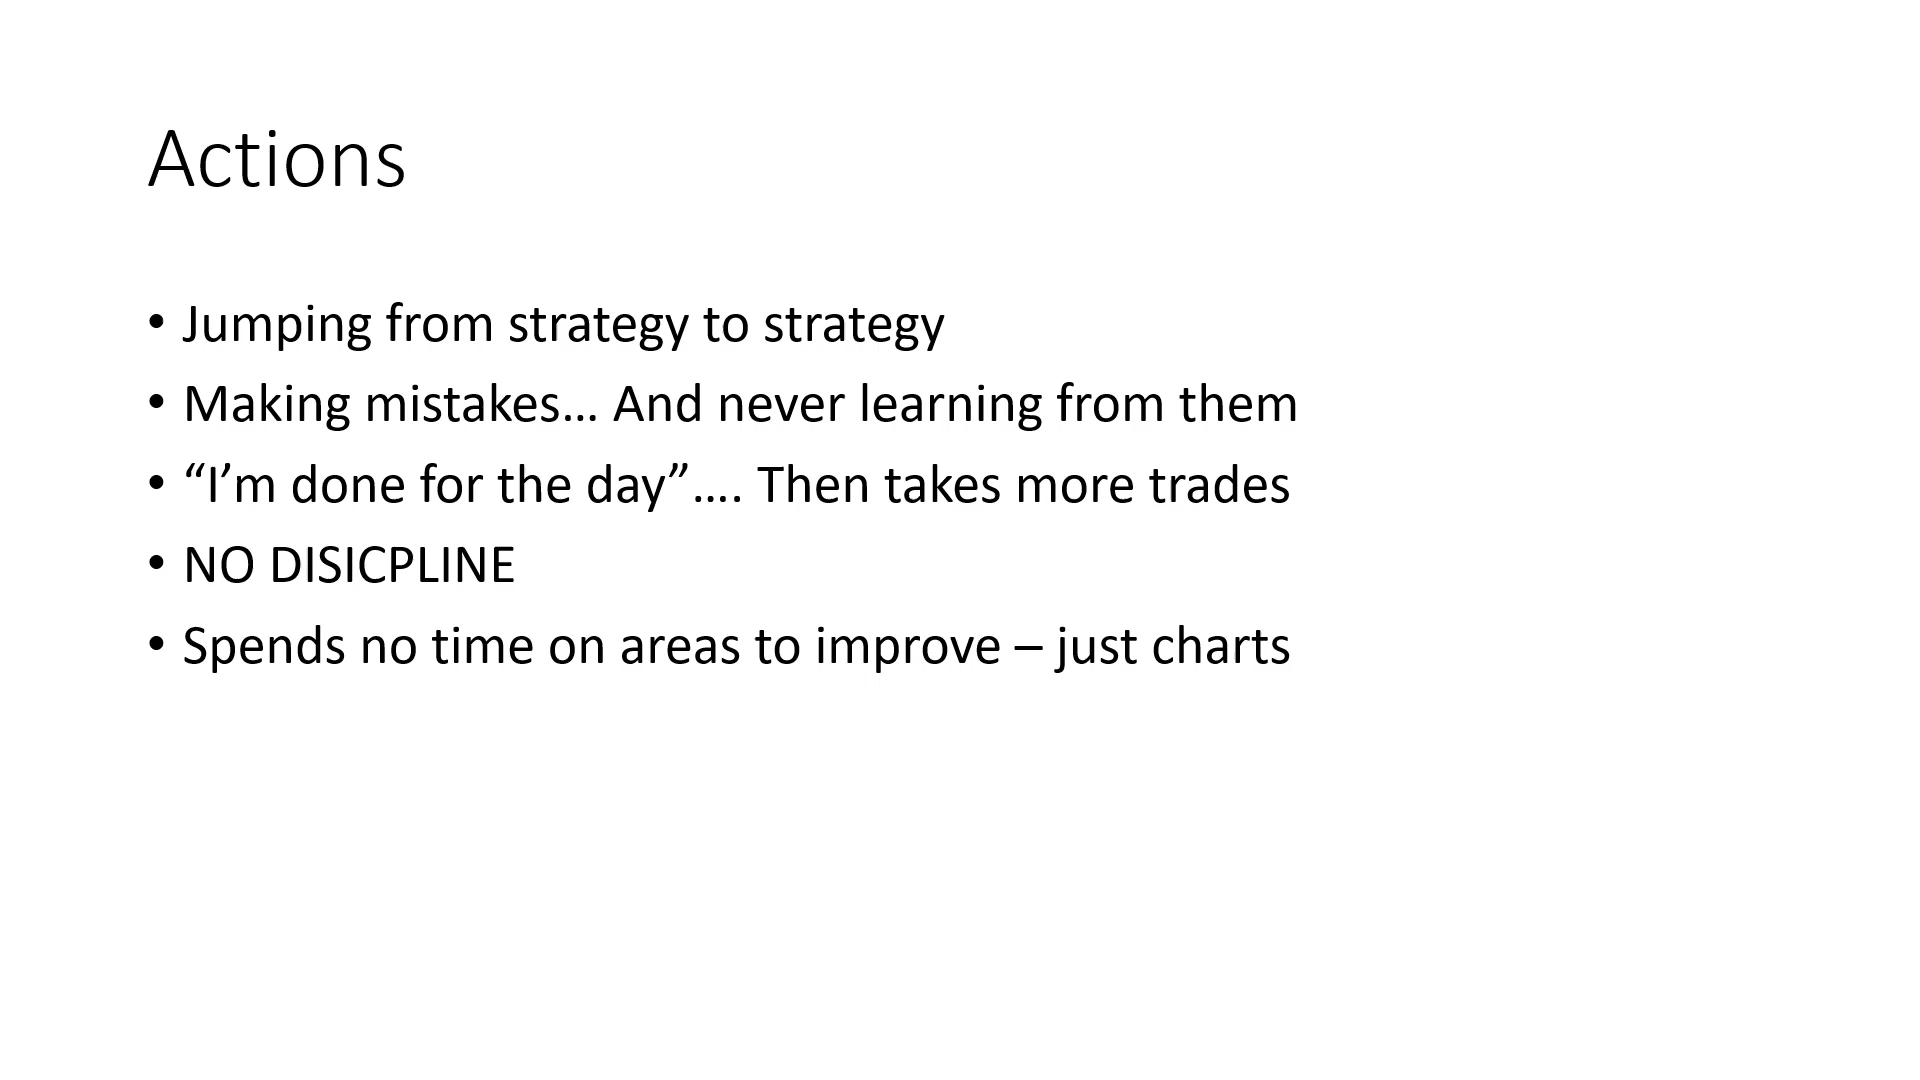 Actions
• Jumping from strategy to strategy
• Making mistakes… And never learning from them
• “I’m done for the day”…. Then takes more trades
• NO DISICPLINE
• Spends no time on areas to improve – just charts